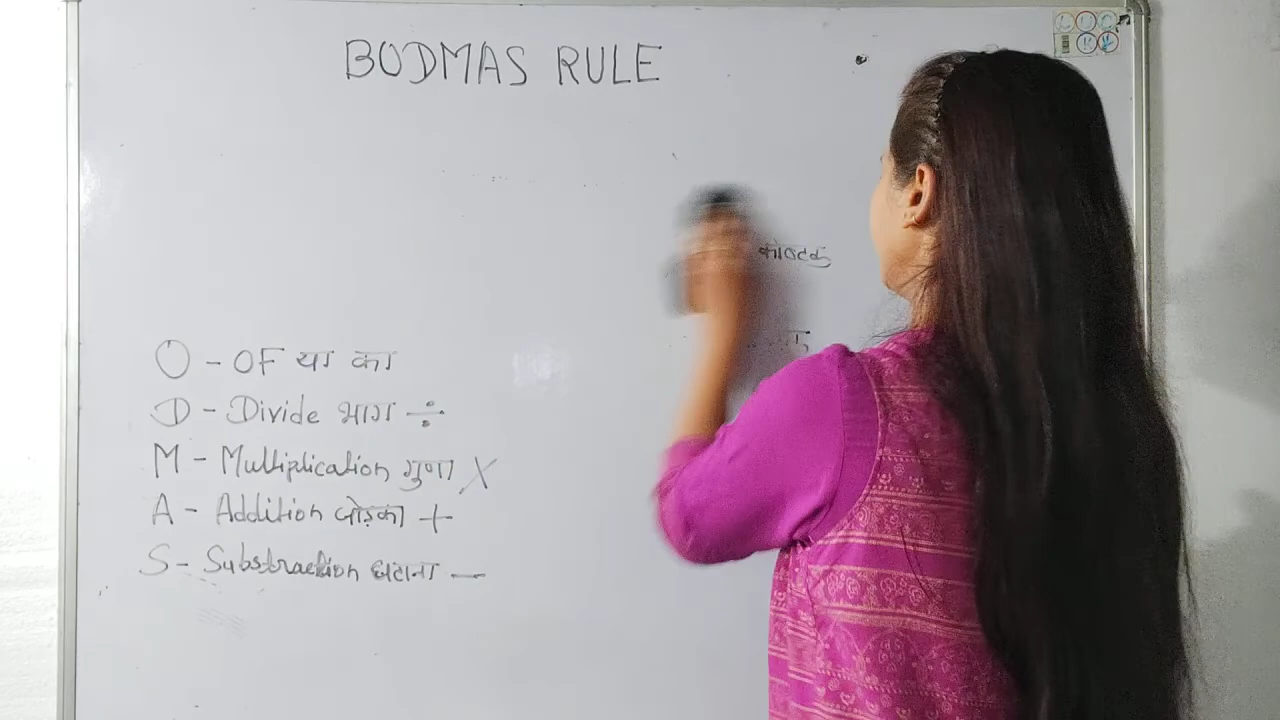 BODMAS RULE
कोष्टक
O - OF या का
D - Divide भाग ÷
M - Multiplication गुणा X
A - Addition जोड़का +
S - Substraction घटाना —